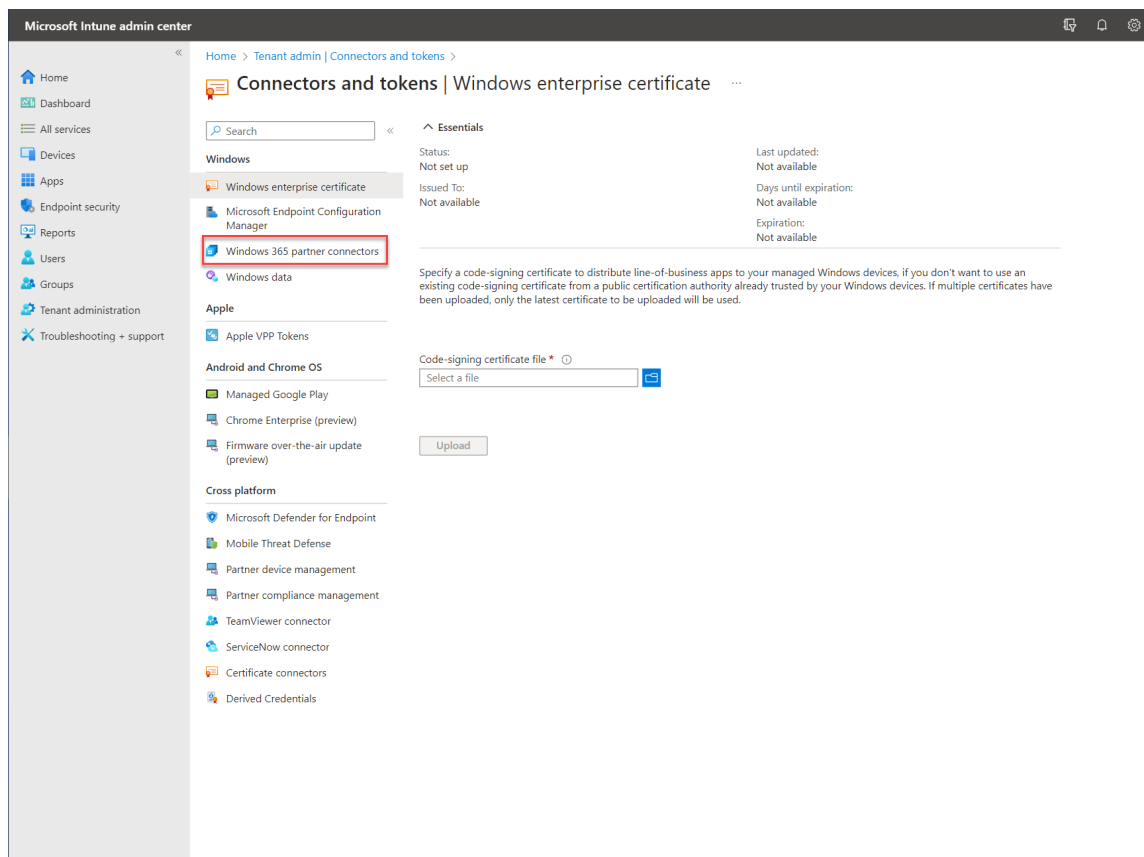 Microsoft Intune admin center
Home
Dashboard
All services
Devices
Apps
Endpoint security
Reports
Users
Groups
Tenant administration
Troubleshooting + support
Home > Tenant admin | Connectors and tokens >
Connectors and tokens | Windows enterprise certificate ...
Search
Windows
Windows enterprise certificate
Microsoft Endpoint Configuration
Manager
Windows 365 partner connectors
Windows data
Apple
Apple VPP Tokens
Android and Chrome OS
Managed Google Play
Chrome Enterprise (preview)
Firmware over-the-air update
(preview)
Cross platform
Microsoft Defender for Endpoint
Mobile Threat Defense
Partner device management
Partner compliance management
TeamViewer connector
ServiceNow connector
Certificate connectors
Derived Credentials
Essentials
Status:
Not set up
Issued To:
Not available
Last updated:
Not available
Days until expiration:
Not available
Expiration:
Not available
Specify a code-signing certificate to distribute line-of-business apps to your managed Windows devices, if you don't want to use an
existing code-signing certificate from a public certification authority already trusted by your Windows devices. If multiple certificates have
been uploaded, only the latest certificate to be uploaded will be used.
Code-signing certificate file *
Select a file
Upload